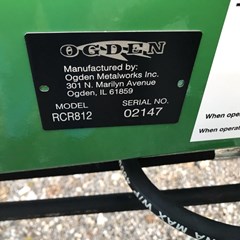 OGDEN
Manufactured by:
Ogden Metalworks Inc.
301 N. Marilyn Avenue
Ogden, IL 61859
MODEL SERIAL NO.
RCR812 02147
When
When operat
A MAX W